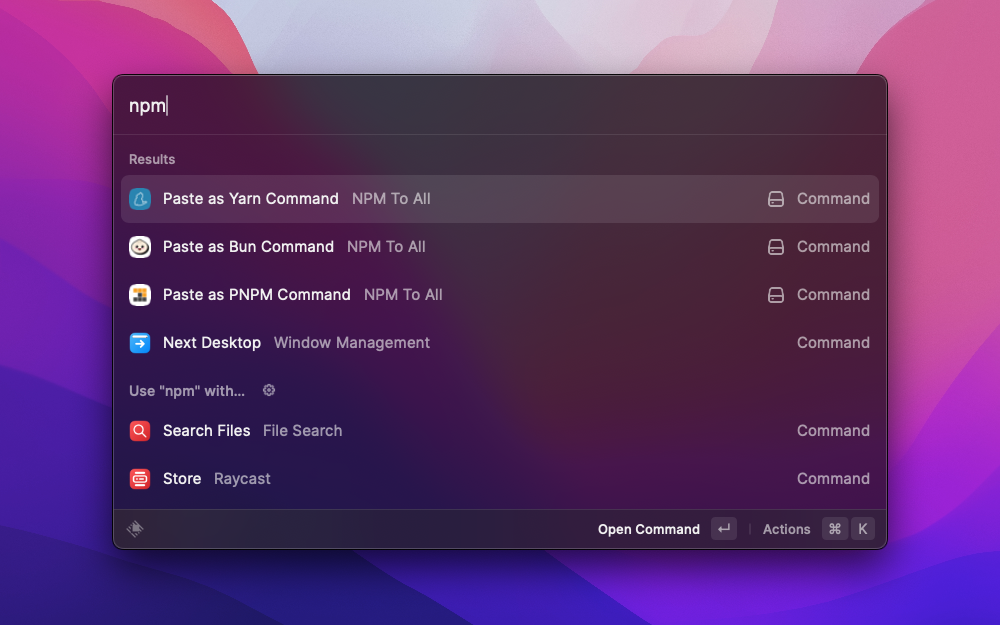 npm
Results
Paste as Yarn Command NPM To All Command
Paste as Bun Command NPM To All Command
Paste as PNPM Command NPM To All Command
Next Desktop Window Management Command
Use "npm" with...
Search Files File Search Command
Store Raycast Command
Open Command ↵ Actions ⌘ K